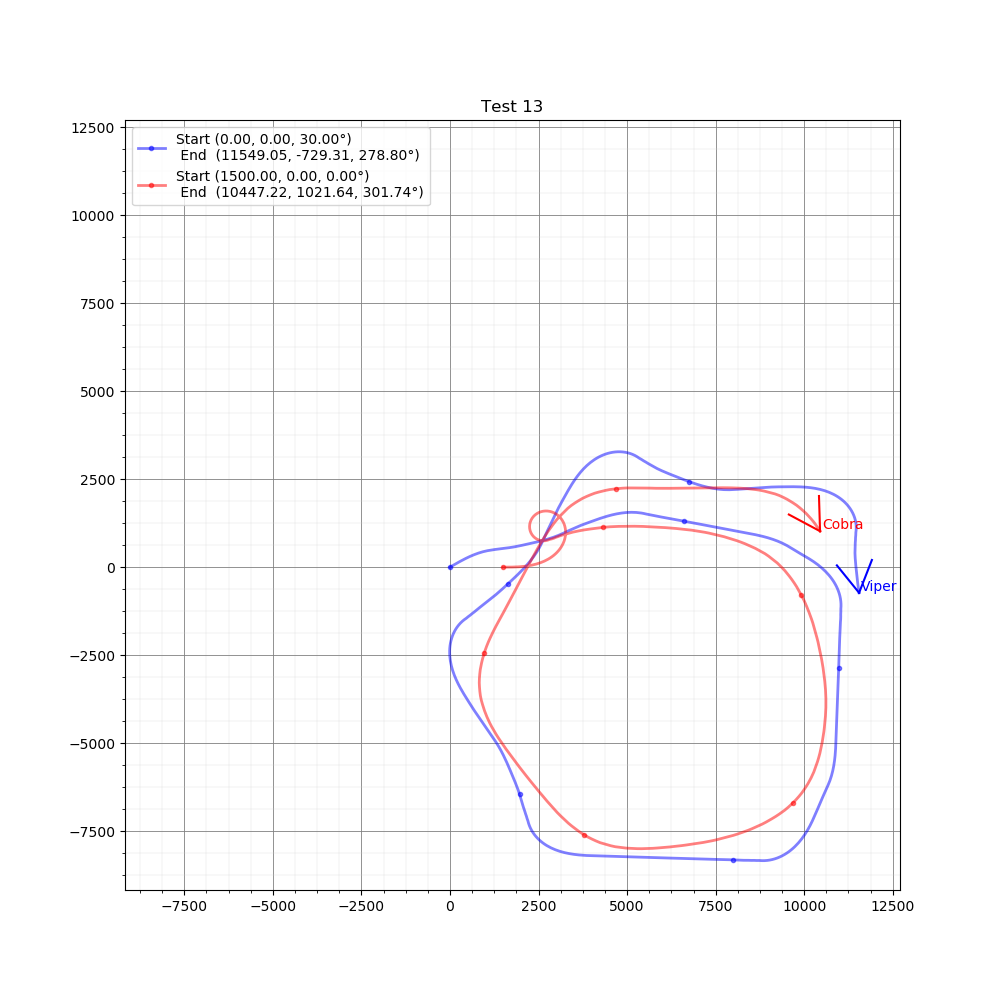 Test 13
Start (0.00, 0.00, 30.00°)
End  (11549.05, -729.31, 278.80°)
Start (1500.00, 0.00, 0.00°)
End  (10447.22, 1021.64, 301.74°)
12500
10000
7500
5000
2500
0
−2500
−5000
−7500
Cobra
Viper
−7500 −5000 −2500 0 2500 5000 7500 10000 12500